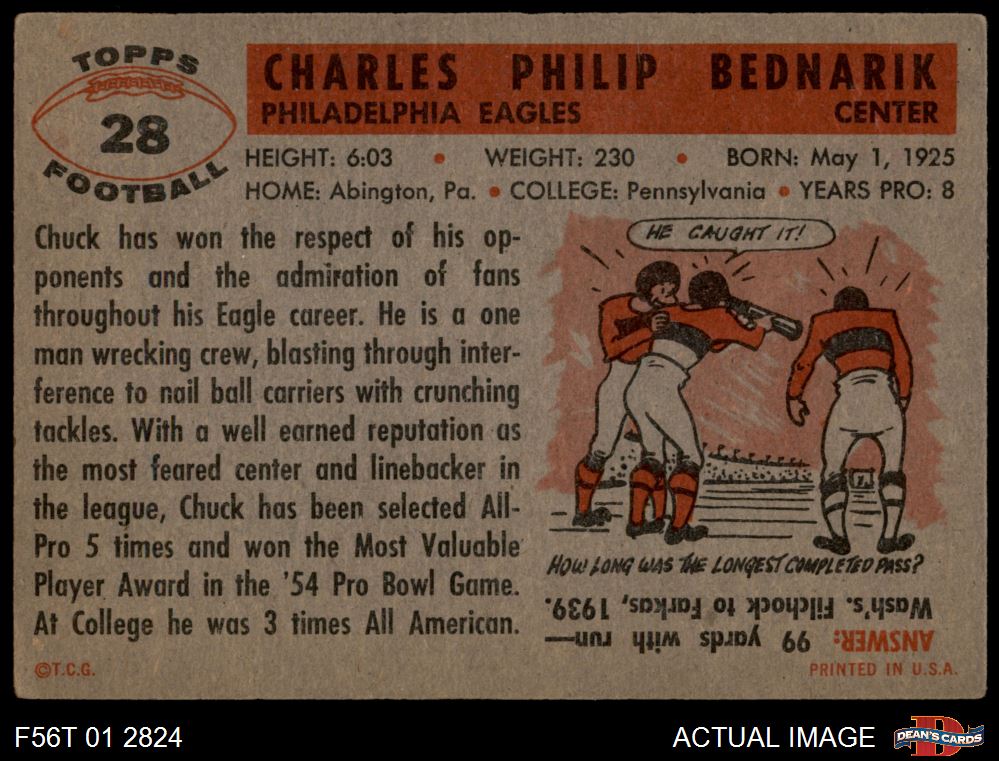 TOPPS
28
FOOTBALL
CHARLES PHILIP BEDNARIK
PHILADELPHIA EAGLES CENTER
HEIGHT: 6:03 • WEIGHT: 230 • BORN: May 1, 1925
HOME: Abington, Pa. • COLLEGE: Pennsylvania • YEARS PRO: 8
Chuck has won the respect of his op-
ponents and the admiration of fans
throughout his Eagle career. He is a one
man wrecking crew, blasting through inter-
ference to nail ball carriers with crunching
tackles. With a well earned reputation as
the most feared center and linebacker in
the league, Chuck has been selected All-
Pro 5 times and won the Most Valuable
Player Award in the '54 Pro Bowl Game.
At College he was 3 times All American.
HE CAUGHT IT!
HOW LONG WAS THE LONGEST COMPLETED PASS?
ANSWER: 99 yards with run—
Wash's. Filchock to Farkas, 1939.
©T.C.G.
PRINTED IN U.S.A.
F56T 01 2824
ACTUAL IMAGE
D
DEAN'S CARDS